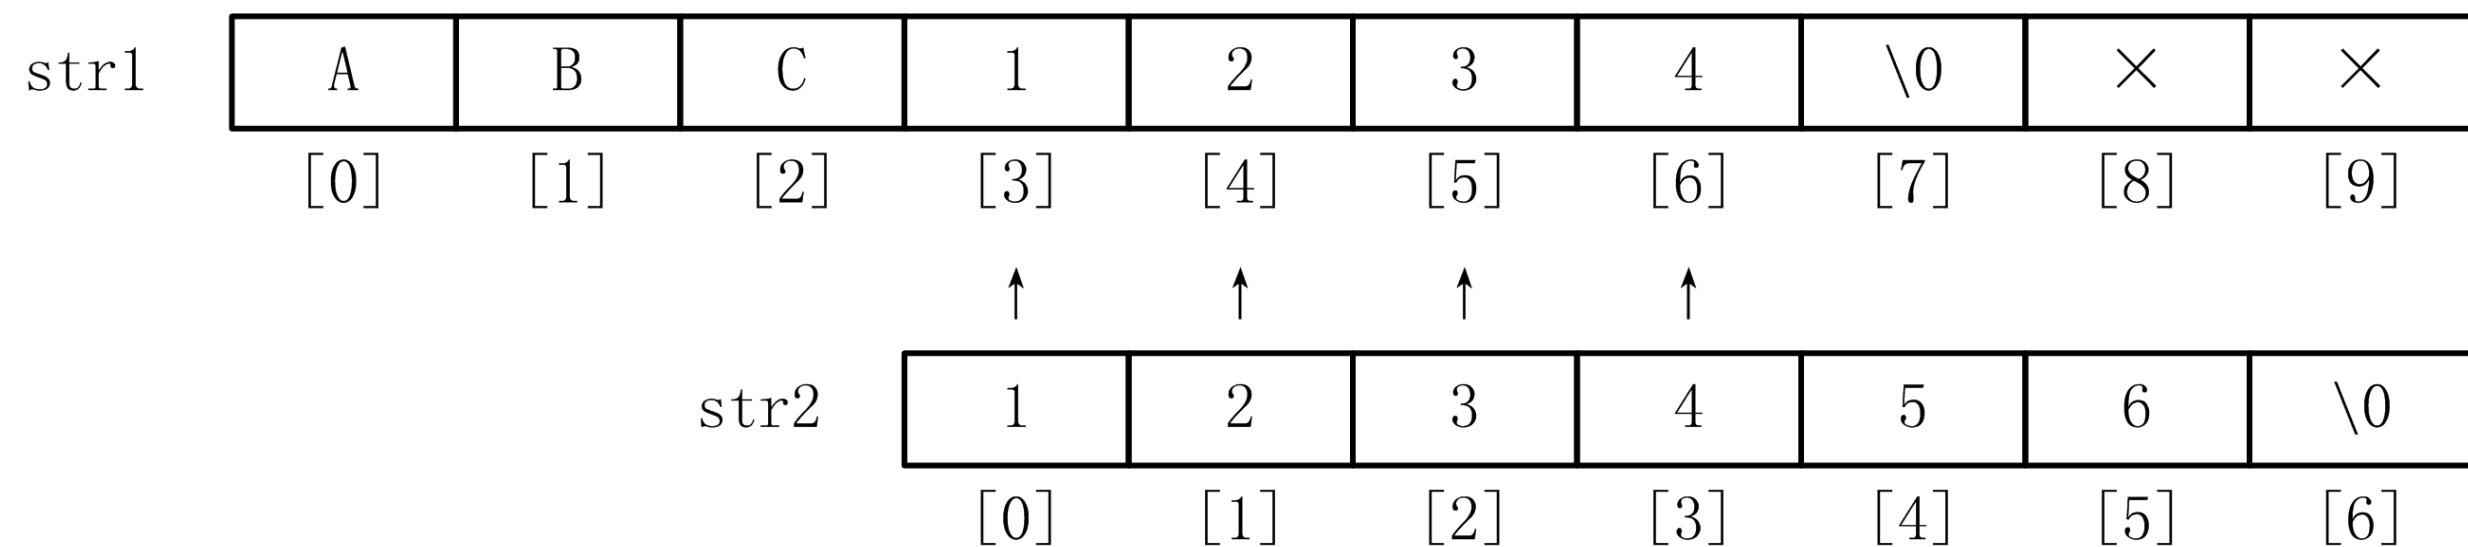 str1 A B C 1 2 3 4 \0 × ×
[0] [1] [2] [3] [4] [5] [6] [7] [8] [9]
str2 1 2 3 4 5 6 \0
[0] [1] [2] [3] [4] [5] [6]